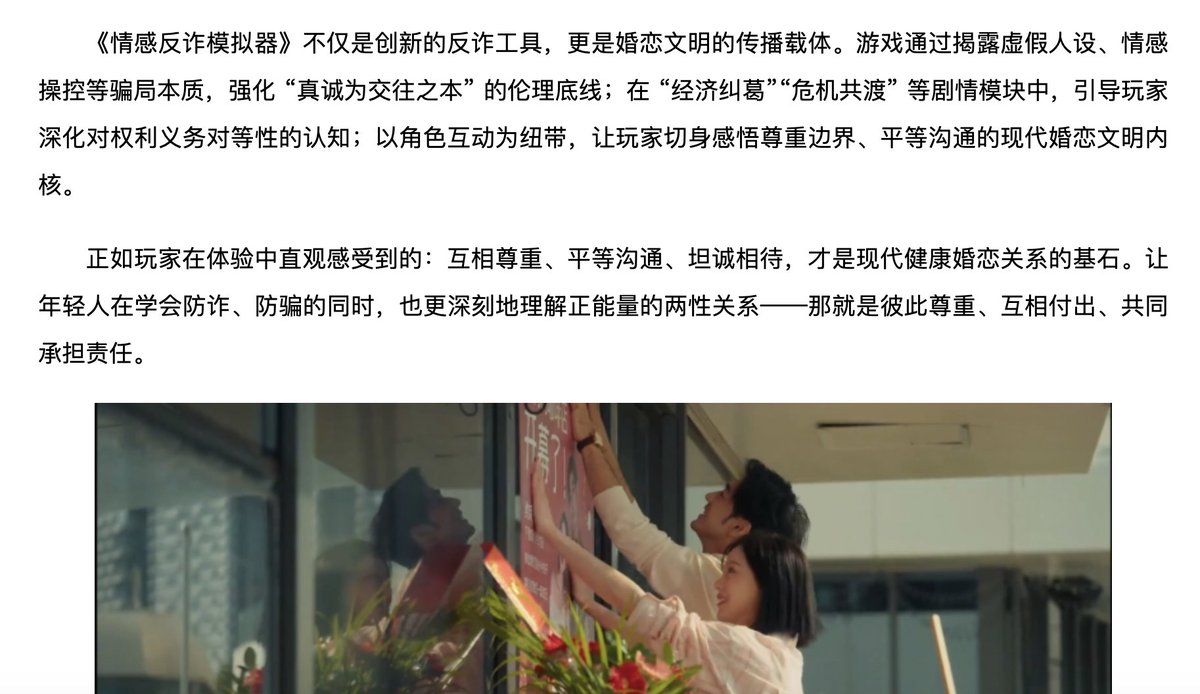 《情感反诈模拟器》不仅是创新的反诈工具，更是婚恋文明的传播载体。游戏通过揭露虚假人设、情感
操控等骗局本质，强化“真诚为交往之本”的伦理底线；在“经济纠葛”“危机共渡”等剧情模块中，引导玩家
深化对权利义务对等性的认知；以角色互动为纽带，让玩家切身感悟尊重边界、平等沟通的现代婚恋文明内
核。
正如玩家在体验中直观感受到的：互相尊重、平等沟通、坦诚相待，才是现代健康婚恋关系的基石。让
年轻人在学会防诈、防骗的同时，也更深刻地理解正能量的两性关系——那就是彼此尊重、互相付出、共同
承担责任。